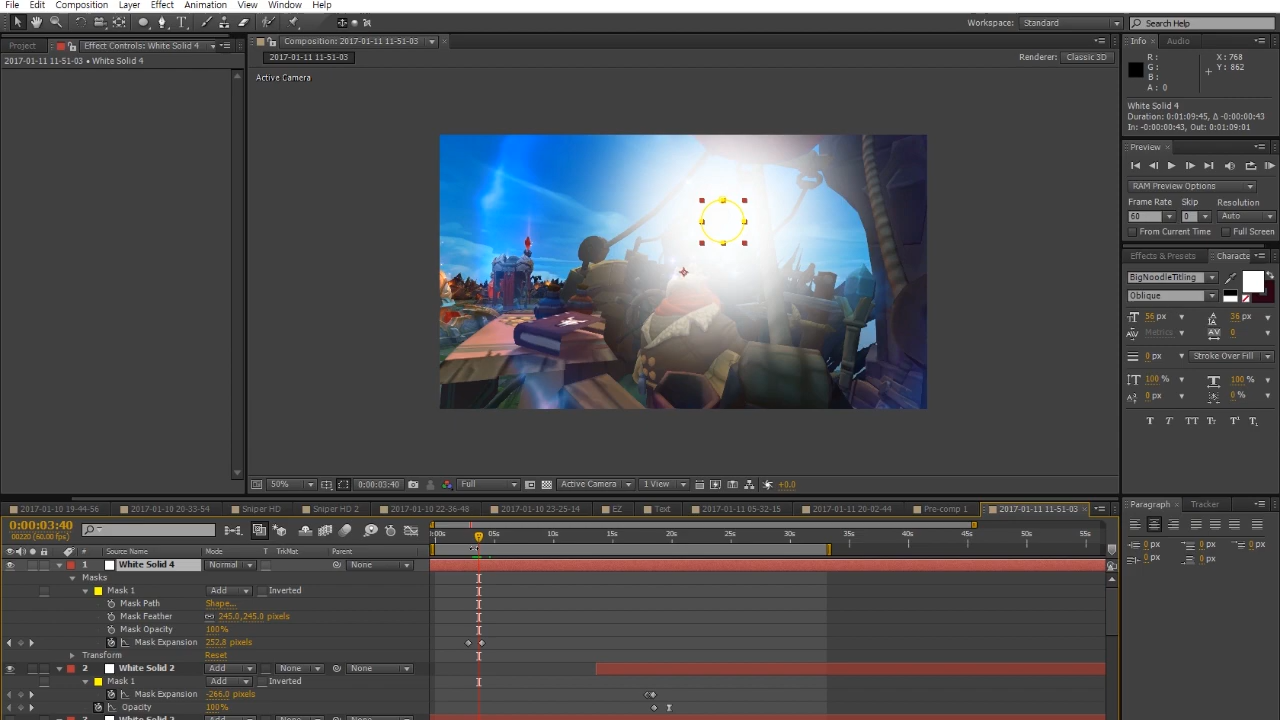 File Edit Composition Layer Effect Animation View Window Help
Workspace: Standard Search Help
Project Effect Controls: White Solid 4
2017-01-11 11-51-03 • White Solid 4
Composition: 2017-01-11 11-51-03
2017-01-11 11-51-03
Renderer: Classic 3D
Active Camera
Info Audio
R: X: 768
G: Y: 862
B:
A: 0
White Solid 4
Duration: 0:01:09:45, Δ -0:00:00:43
In: -0:00:00:43, Out: 0:01:09:01
Preview
RAM Preview Options
Frame Rate Skip Resolution
60 0 Auto
From Current Time Full Screen
Effects & Presets Characte
BigNoodleTitling
Oblique
56 px 36 px
Metrics 0
0 px Stroke Over Fill
100 % 100 %
0 px 0 %
T T TT Tt T¹ T₁
50% 0:00:03:40 Full Active Camera 1 View +0.0
Paragraph Tracker
0 px 0 px 0 px
0 px 0 px
2017-01-10 19-44-56 2017-01-10 20-33-54 Sniper HD Sniper HD 2 2017-01-10 22-36-48 2017-01-10 23-25-14 EZ Text 2017-01-11 05-32-15 2017-01-11 20-02-44 Pre-comp 1 2017-01-11 11-51-03
0:00:03:40
00220 (60.00 fps)
:00s 05s 10s 15s 20s 25s 30s 35s 40s 45s 50s 55s
# Source Name Mode T TrkMat Parent
1 White Solid 4 Normal None
Masks
Mask 1 Add Inverted
Mask Path Shape...
Mask Feather 245.0,245.0 pixels
Mask Opacity 100%
Mask Expansion 252.8 pixels
Transform Reset
2 White Solid 2 Add None None
Mask 1 Add Inverted
Mask Expansion -266.0 pixels
Opacity 100%